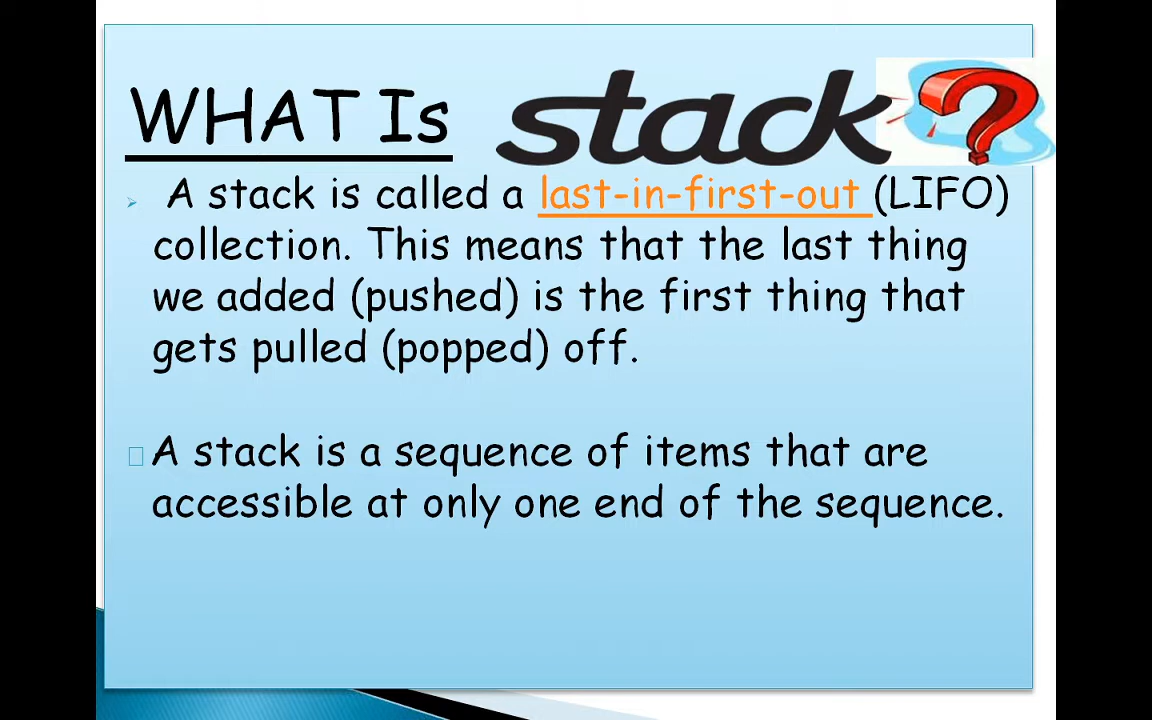 WHAT Is stack?
A stack is called a last-in-first-out (LIFO)
collection. This means that the last thing
we added (pushed) is the first thing that
gets pulled (popped) off.
A stack is a sequence of items that are
accessible at only one end of the sequence.